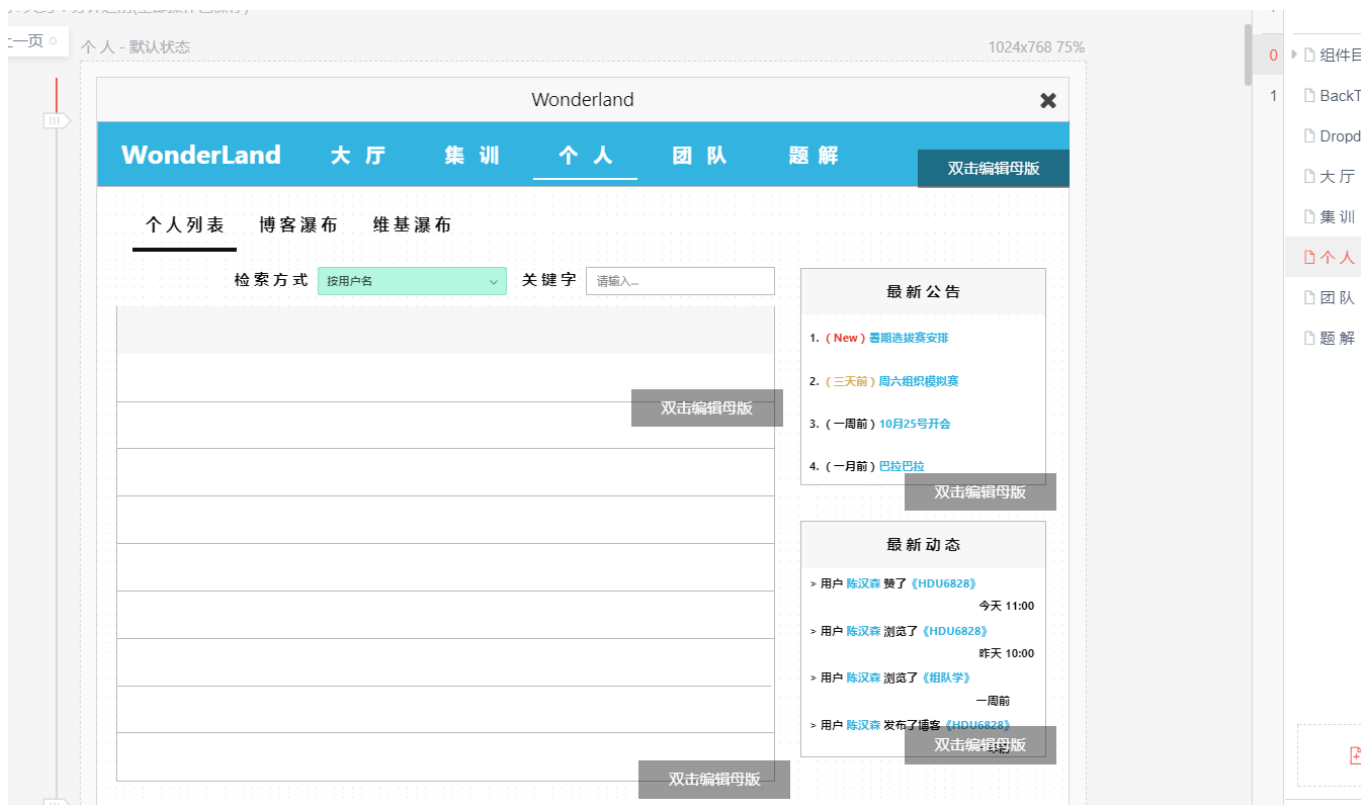 上一页
个人 - 默认状态
1024x768 75%
Wonderland
WonderLand 大厅 集训 个人 团队 题解
双击编辑母版
个人列表 博客瀑布 维基瀑布
检索方式 按用户名 关键字 请输入...
双击编辑母版
最新公告
1. ( New ) 暑期选拔赛安排
2. ( 三天前 ) 周六组织模拟赛
3. ( 一周前 ) 10月25号开会
4. ( 一月前 ) 巴拉巴拉
双击编辑母版
最新动态
> 用户 陈汉森 赞了 《HDU6828》
今天 11:00
> 用户 陈汉森 浏览了 《HDU6828》
昨天 10:00
> 用户 陈汉森 浏览了 《组队学》
一周前
> 用户 陈汉森 发布了博客 《HDU6828》
双击编辑母版
双击编辑母版
0 组件目
1 BackT
Dropd
大厅
集训
个人
团队
题解